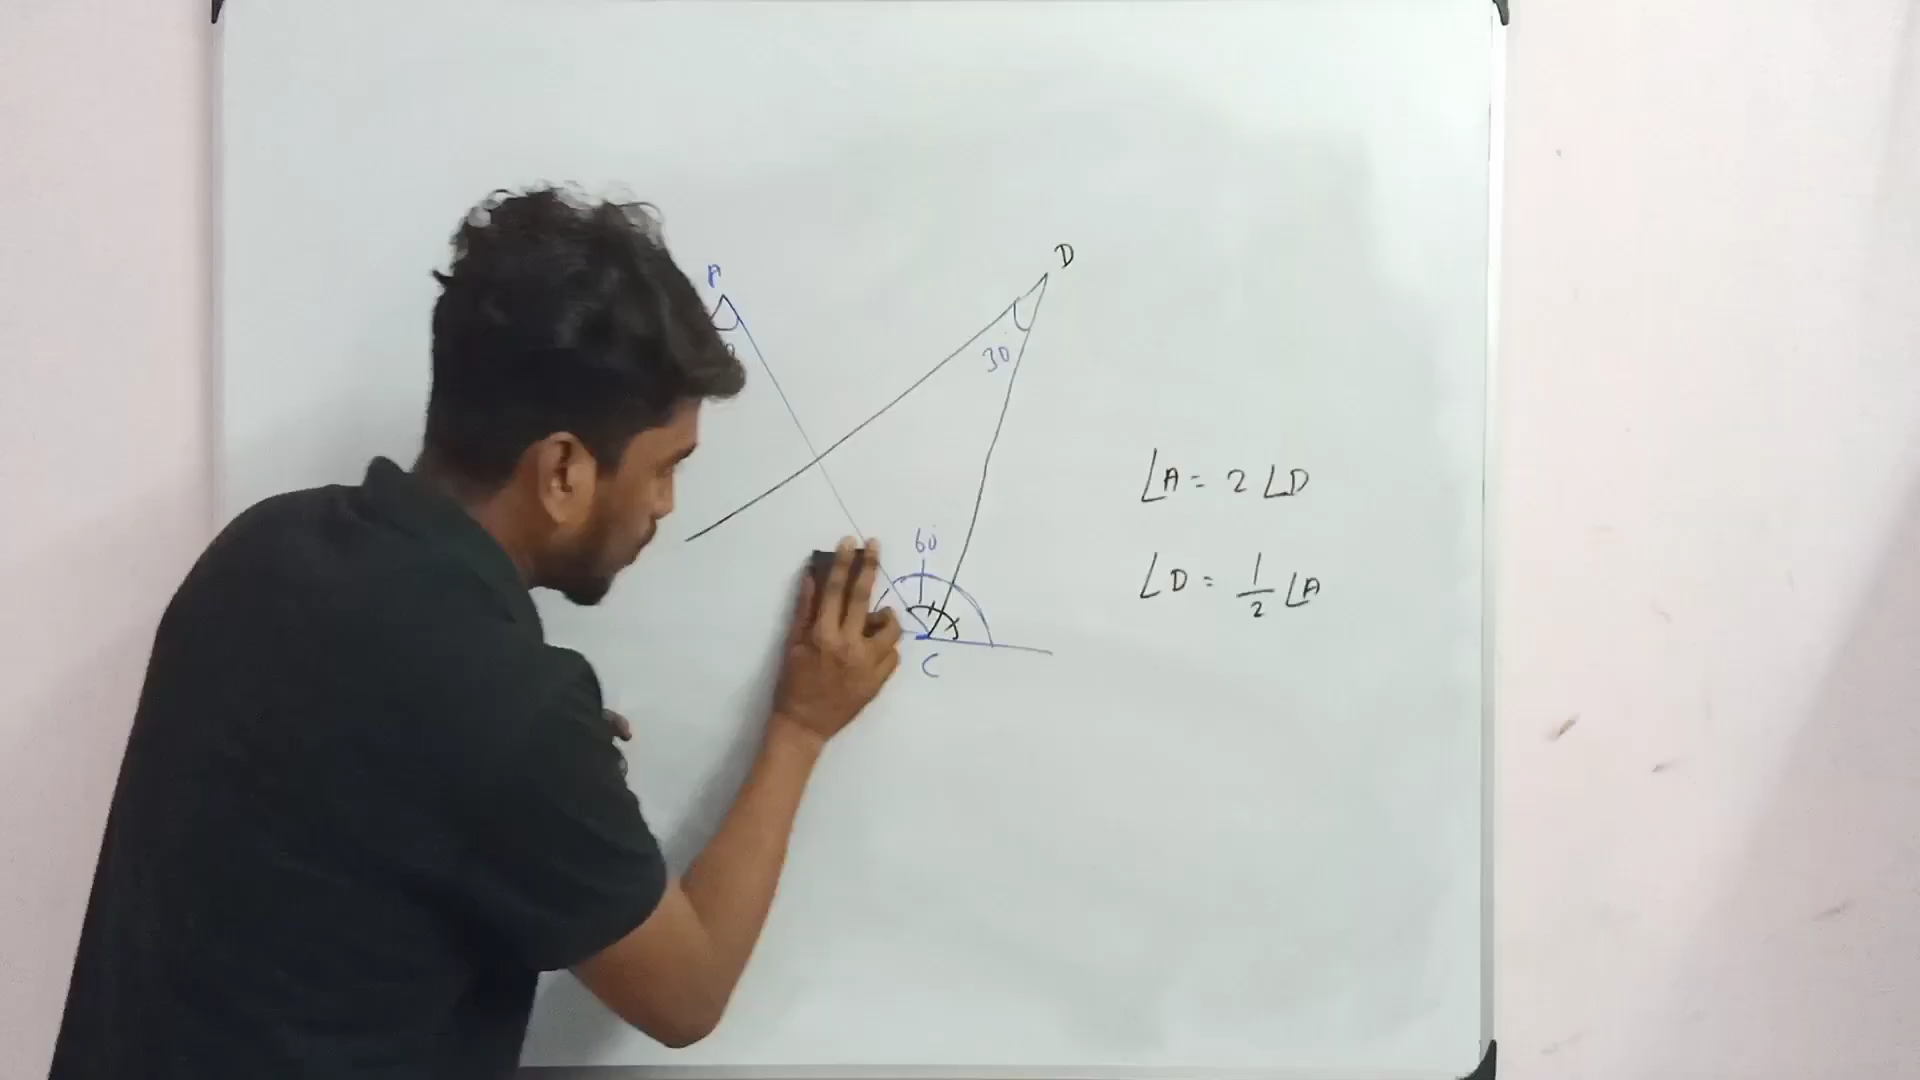 A
D
30°
60°
C
∠A = 2 ∠D
∠D = 1/2 ∠A